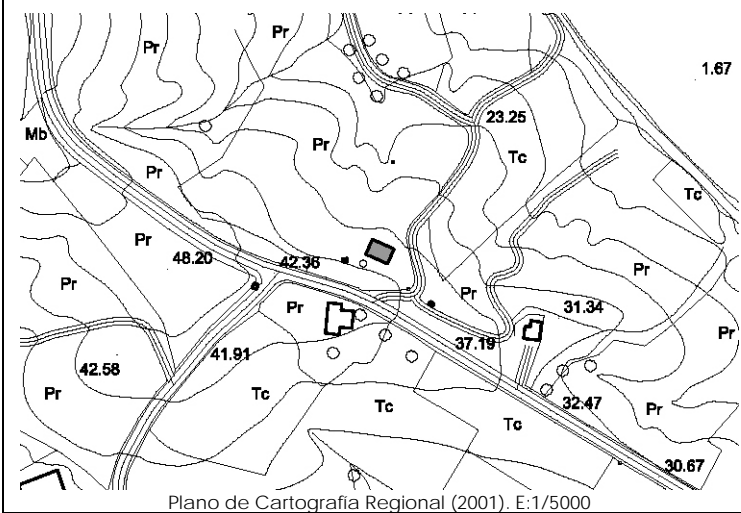 Pr
Pr
1.67
Mb
23.25
Pr
Tc
Pr
Tc
Pr
48.20
42.36
Pr
Pr
Pr
Pr
31.34
37.19
Pr
41.91
42.58
Pr
Tc
Tc
Tc
32.47
Pr
30.67
Plano de Cartografía Regional (2001). E:1/5000